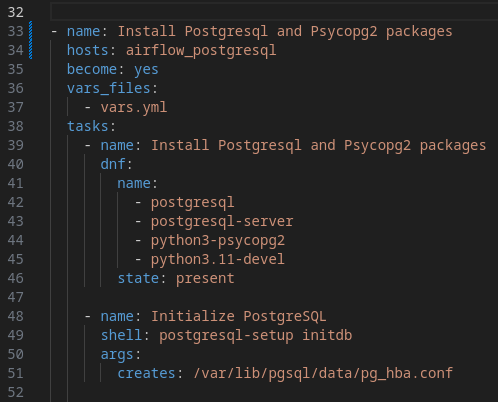 32
33 - name: Install Postgresql and Psycopg2 packages
34   hosts: airflow_postgresql
35   become: yes
36   vars_files:
37     - vars.yml
38   tasks:
39     - name: Install Postgresql and Psycopg2 packages
40       dnf:
41         name:
42           - postgresql
43           - postgresql-server
44           - python3-psycopg2
45           - python3.11-devel
46         state: present
47
48     - name: Initialize PostgreSQL
49       shell: postgresql-setup initdb
50       args:
51         creates: /var/lib/pgsql/data/pg_hba.conf
52